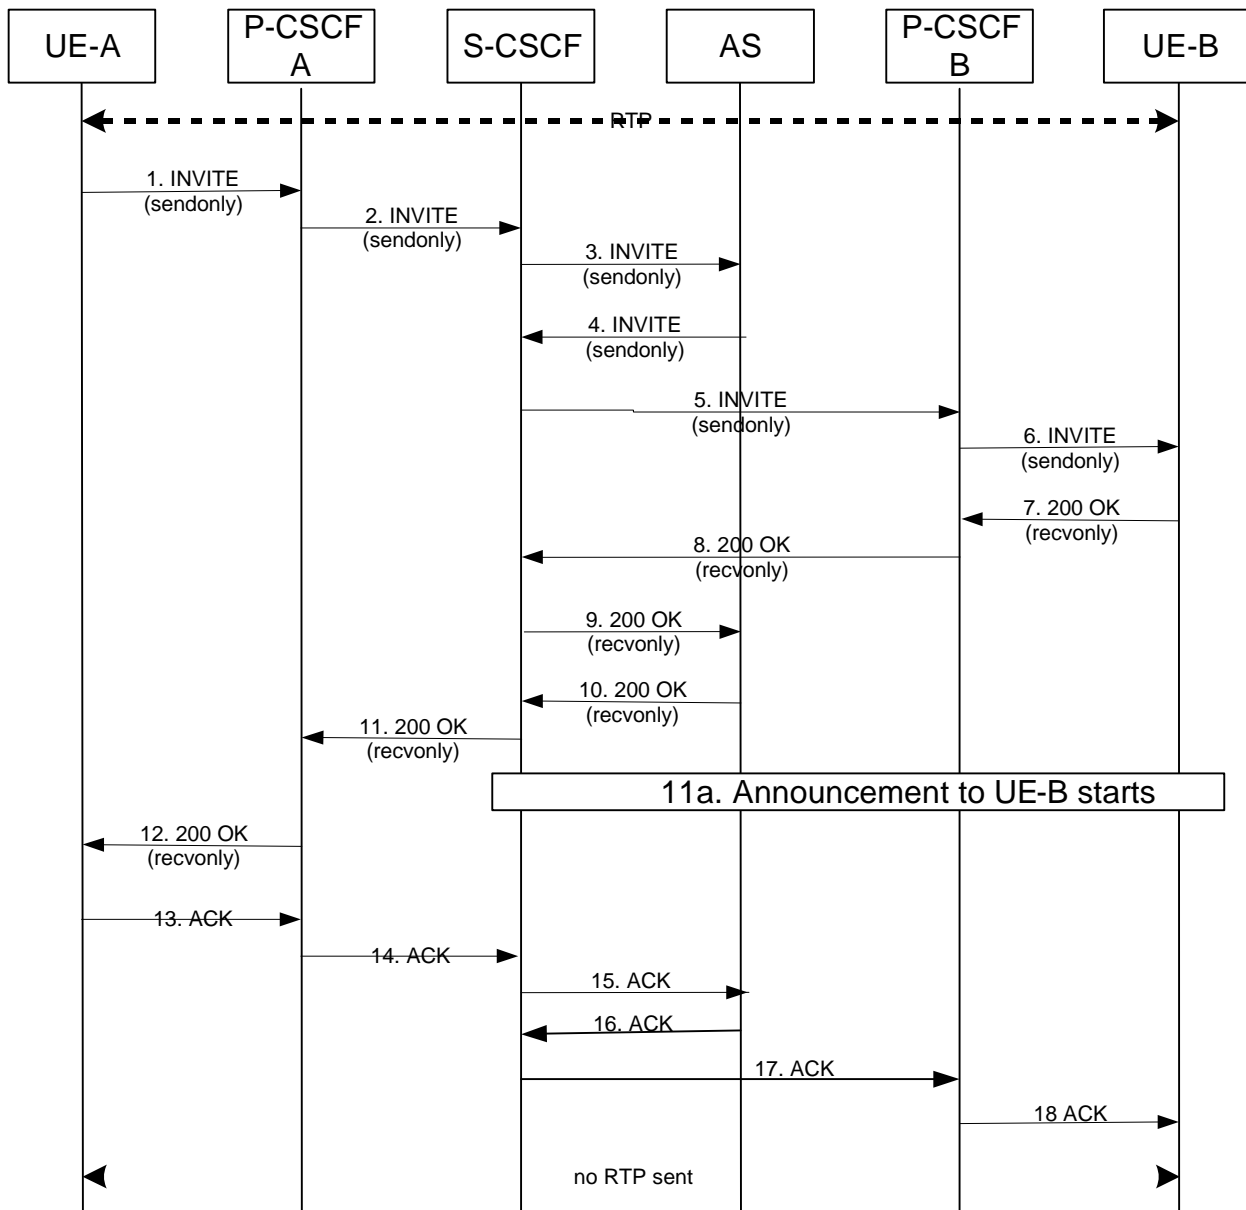 UE-A
P-CSCF
A
S-CSCF
AS
P-CSCF
B
UE-B
RTP
1. INVITE
(sendonly)
2. INVITE
(sendonly)
3. INVITE
(sendonly)
4. INVITE
(sendonly)
5. INVITE
(sendonly)
6. INVITE
(sendonly)
7. 200 OK
(recvonly)
8. 200 OK
(recvonly)
9. 200 OK
(recvonly)
10. 200 OK
(recvonly)
11. 200 OK
(recvonly)
11a. Announcement to UE-B starts
12. 200 OK
(recvonly)
13. ACK
14. ACK
15. ACK
16. ACK
17. ACK
18 ACK
no RTP sent